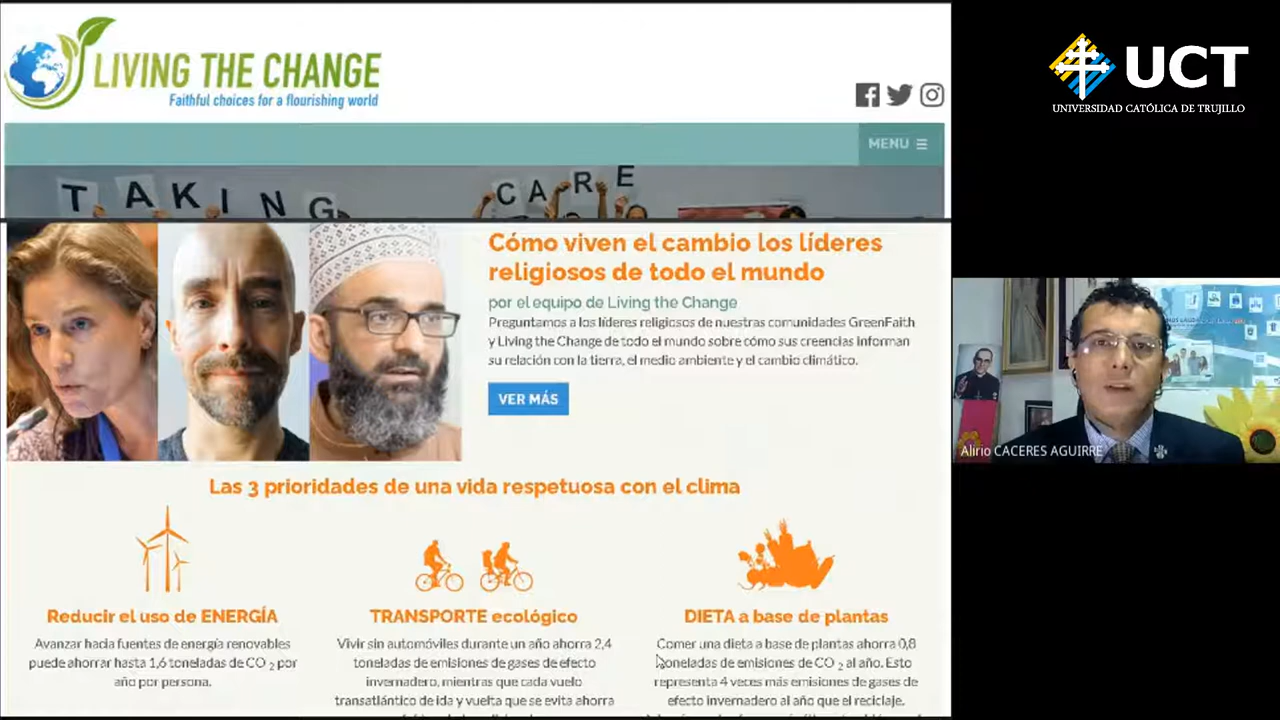 LIVING THE CHANGE
Faithful choices for a flourishing world
MENU
TAKING CARE
Cómo viven el cambio los líderes
religiosos de todo el mundo
por el equipo de Living the Change
Preguntamos a los líderes religiosos de nuestras comunidades GreenFaith
y Living the Change de todo el mundo sobre cómo sus creencias informan
su relación con la tierra, el medio ambiente y el cambio climático.
VER MÁS
Las 3 prioridades de una vida respetuosa con el clima
Reducir el uso de ENERGÍA
Avanzar hacia fuentes de energía renovables
puede ahorrar hasta 1,6 toneladas de CO 2 por
año por persona.
TRANSPORTE ecológico
Vivir sin automóviles durante un año ahorra 2,4
toneladas de emisiones de gases de efecto
invernadero, mientras que cada vuelo
transatlántico de ida y vuelta que se evita ahorra
DIETA a base de plantas
Comer una dieta a base de plantas ahorra 0,8
toneladas de emisiones de CO 2 al año. Esto
representa 4 veces más emisiones de gases de
efecto invernadero al año que el reciclaje.
UCT
UNIVERSIDAD CATÓLICA DE TRUJILLO
Alirio CACERES AGUIRRE